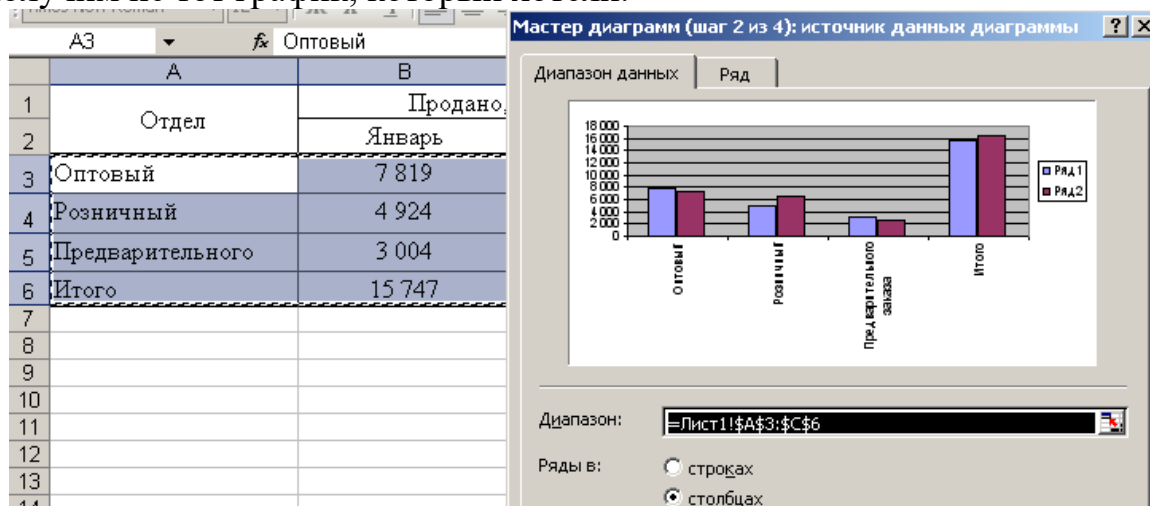 А3 fx Оптовый
A B
1 Отдел Продано,
2 Январь
3 Оптовый 7 819
4 Розничный 4 924
5 Предварительного 3 004
6 Итого 15 747
7
8
9
10
11
12
13
Мастер диаграмм (шаг 2 из 4): источник данных диаграммы
Диапазон данных Ряд
18 000
16 000
14 000
12 000
10 000
8 000
6 000
4 000
2 000
0
Оптовый
Розничный
Предварительного
заказа
Итого
Ряд1
Ряд2
Диапазон: =Лист1!$A$3:$C$6
Ряды в: строках
столбцах